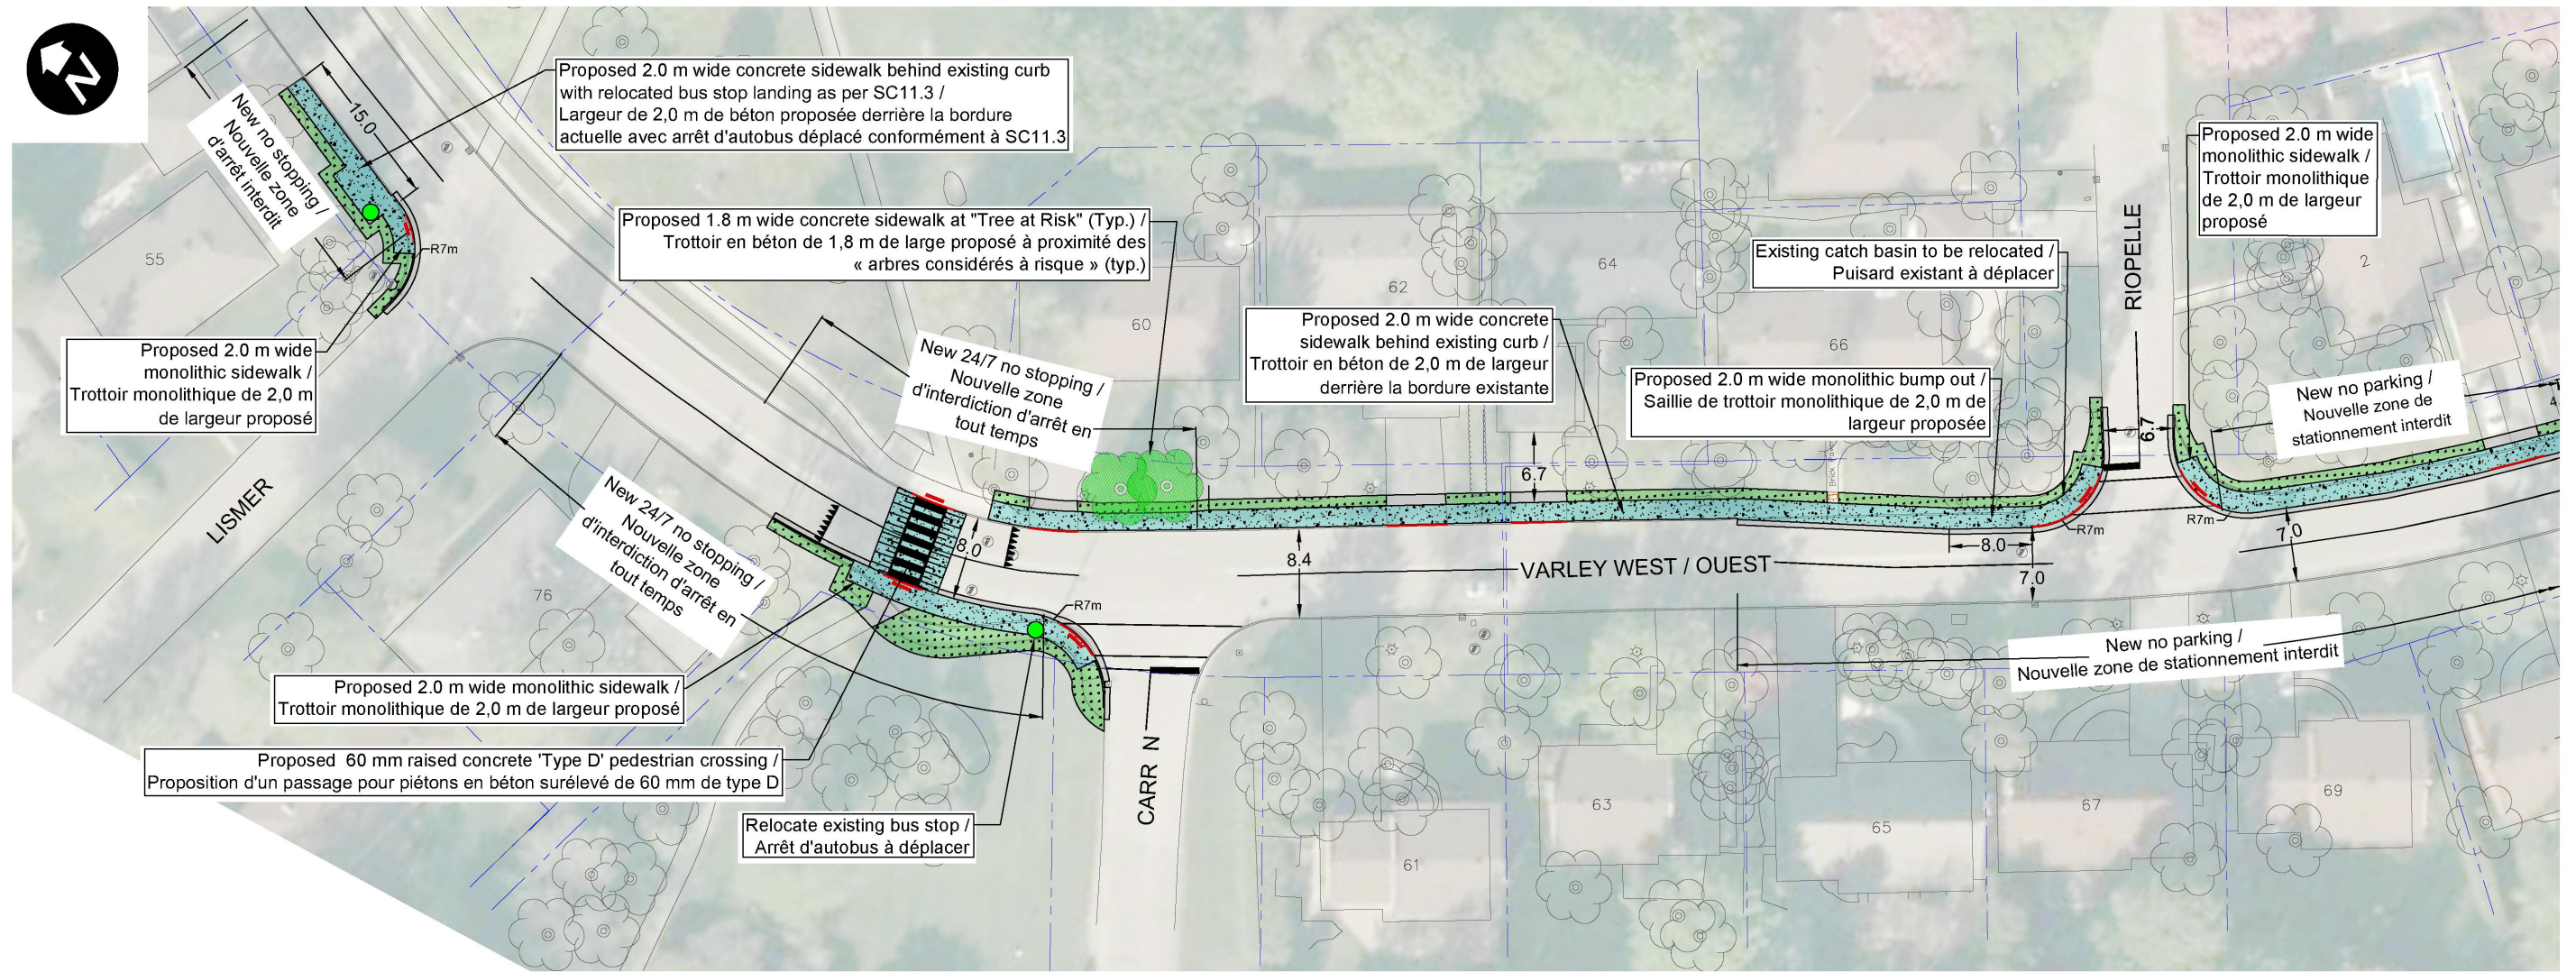 N
Proposed 2.0 m wide concrete sidewalk behind existing curb
with relocated bus stop landing as per SC11.3 /
Largeur de 2,0 m de béton proposée derrière la bordure
actuelle avec arrêt d'autobus déplacé conformément à SC11.3
15.0
New no stopping /
Nouvelle zone
d'arrêt interdit
R7m
55
Proposed 2.0 m wide
monolithic sidewalk /
Trottoir monolithique de 2,0 m
de largeur proposé
LISMER
Proposed 1.8 m wide concrete sidewalk at "Tree at Risk" (Typ.) /
Trottoir en béton de 1,8 m de large proposé à proximité des
« arbres considérés à risque » (typ.)
60
62
64
66
2
New 24/7 no stopping /
Nouvelle zone
d'interdiction d'arrêt en
tout temps
Proposed 2.0 m wide concrete
sidewalk behind existing curb /
Trottoir en béton de 2,0 m de largeur
derrière la bordure existante
Existing catch basin to be relocated /
Puisard existant à déplacer
Proposed 2.0 m wide monolithic bump out /
Saillie de trottoir monolithique de 2,0 m de
largeur proposée
RIOPELLE
Proposed 2.0 m wide
monolithic sidewalk /
Trottoir monolithique
de 2,0 m de largeur
proposé
New no parking /
Nouvelle zone de
stationnement interdit
6.7
6.7
4.
Brick
R7m
R7m
8.0
8.4
8.0
7.0
7.0
VARLEY WEST / OUEST
New 24/7 no stopping /
Nouvelle zone
d'interdiction d'arrêt en
tout temps
76
R7m
New no parking /
Nouvelle zone de stationnement interdit
Proposed 2.0 m wide monolithic sidewalk /
Trottoir monolithique de 2,0 m de largeur proposé
Proposed 60 mm raised concrete 'Type D' pedestrian crossing /
Proposition d'un passage pour piétons en béton surélevé de 60 mm de type D
Relocate existing bus stop /
Arrêt d'autobus à déplacer
CARR N
61
63
65
67
69